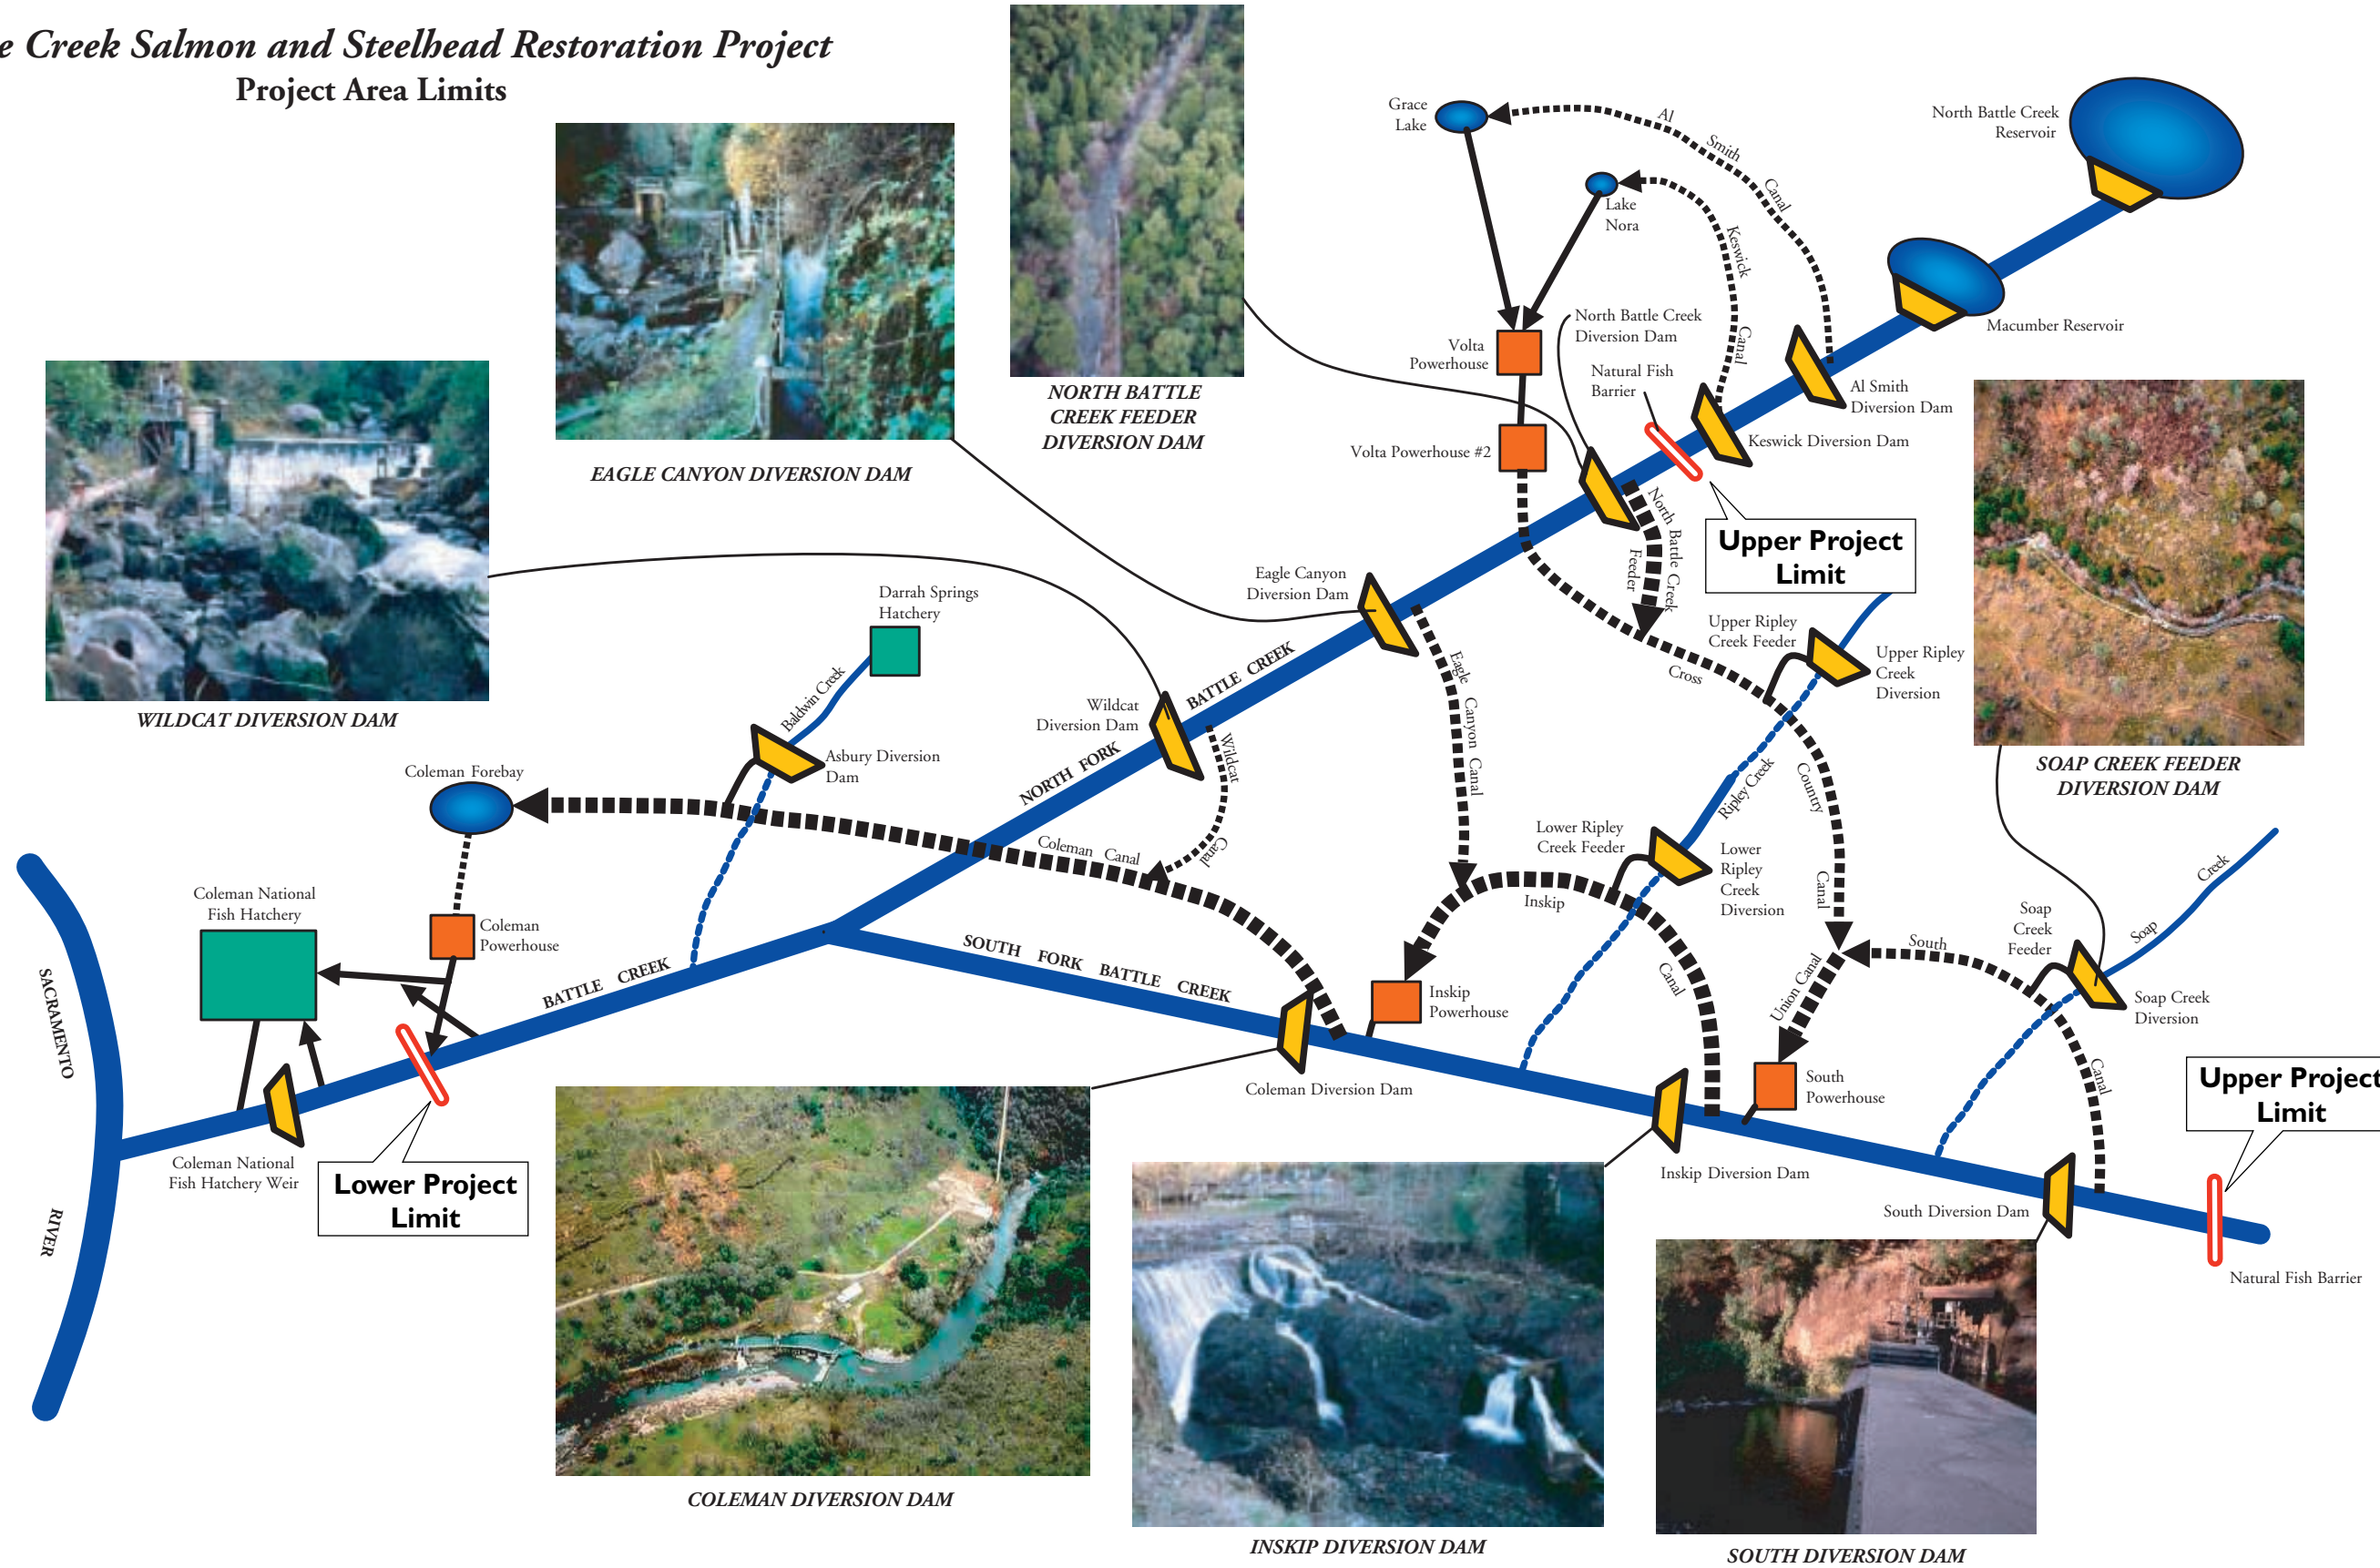 e Creek Salmon and Steelhead Restoration Project
Project Area Limits
Grace
Lake
Al
Smith
Canal
North Battle Creek
Reservoir
Lake
Nora
Keswick
Canal
Macumber Reservoir
North Battle Creek
Diversion Dam
Volta
Powerhouse
Natural Fish
Barrier
Al Smith
Diversion Dam
Keswick Diversion Dam
Volta Powerhouse #2
NORTH BATTLE
CREEK FEEDER
DIVERSION DAM
EAGLE CANYON DIVERSION DAM
North Battle Creek
Feeder
Upper Project
Limit
Eagle Canyon
Diversion Dam
Darrah Springs
Hatchery
Upper Ripley
Creek Feeder
Upper Ripley
Creek
Diversion
Cross
Country
Canal
Baldwin Creek
WILDCAT DIVERSION DAM
Wildcat
Diversion Dam
NORTH FORK
BATTLE CREEK
Wildcat
Canal
Eagle
Canyon Canal
Ripley Creek
SOAP CREEK FEEDER
DIVERSION DAM
Asbury Diversion
Dam
Coleman Forebay
Coleman Canal
Lower Ripley
Creek Feeder
Lower
Ripley
Creek
Diversion
Inskip
Canal
Coleman National
Fish Hatchery
Coleman
Powerhouse
SOUTH FORK BATTLE CREEK
BATTLE CREEK
Soap
Creek
Feeder
Soap
Creek
South
Canal
Union Canal
Inskip
Powerhouse
Soap Creek
Diversion
SACRAMENTO
RIVER
South
Powerhouse
Coleman Diversion Dam
Upper Project
Limit
Coleman National
Fish Hatchery Weir
Lower Project
Limit
Inskip Diversion Dam
South Diversion Dam
Natural Fish Barrier
COLEMAN DIVERSION DAM
INSKIP DIVERSION DAM
SOUTH DIVERSION DAM